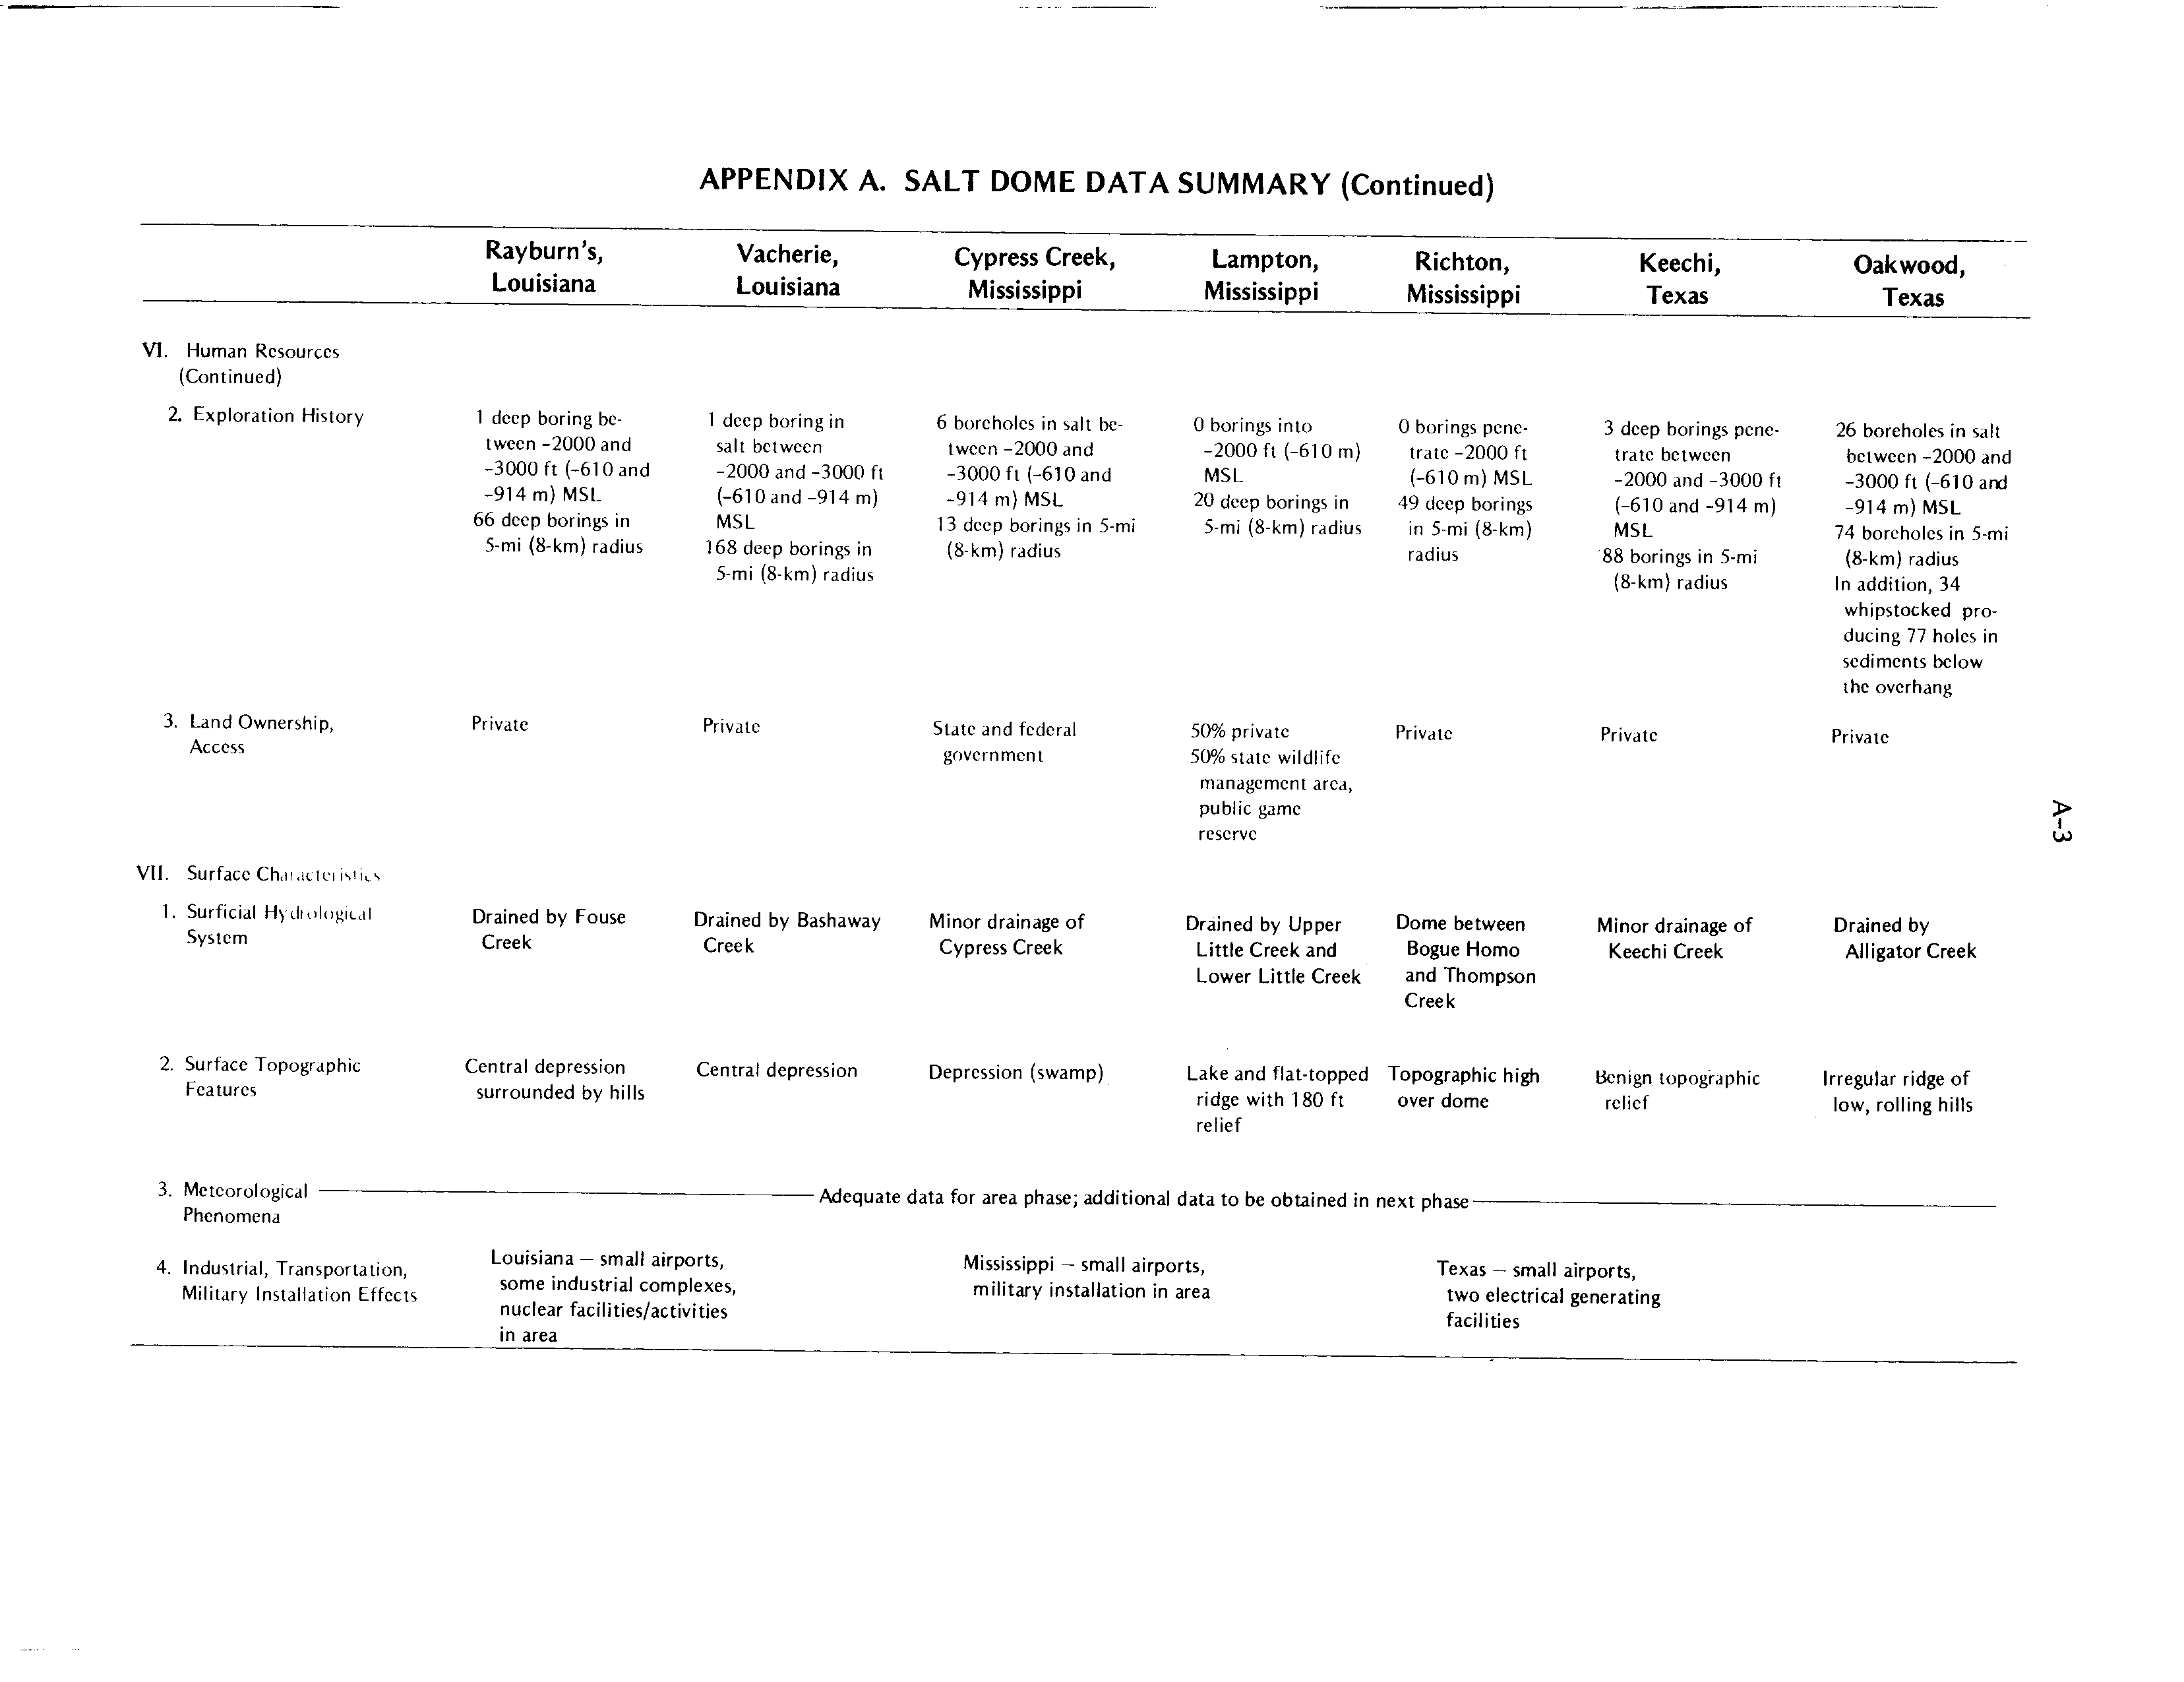 APPENDIX A. SALT DOME DATA SUMMARY (Continued)
Rayburn's,
Louisiana
Vacherie,
Louisiana
Cypress Creek,
Mississippi
Lampton,
Mississippi
Richton,
Mississippi
Keechi,
Texas
Oakwood,
Texas
VI. Human Resources
(Continued)
2. Exploration History
1 deep boring be-
tween -2000 and
-3000 ft (-610 and
-914 m) MSL
66 deep borings in
5-mi (8-km) radius
1 deep boring in
salt between
-2000 and -3000 ft
(-610 and -914 m)
MSL
168 deep borings in
5-mi (8-km) radius
6 boreholes in salt be-
tween -2000 and
-3000 ft (-610 and
-914 m) MSL
13 deep borings in 5-mi
(8-km) radius
0 borings into
-2000 ft (-610 m)
MSL
20 deep borings in
5-mi (8-km) radius
0 borings pene-
trate -2000 ft
(-610 m) MSL
49 deep borings
in 5-mi (8-km)
radius
3 deep borings pene-
trate between
-2000 and -3000 ft
(-610 and -914 m)
MSL
88 borings in 5-mi
(8-km) radius
26 boreholes in salt
between -2000 and
-3000 ft (-610 and
-914 m) MSL
74 boreholes in 5-mi
(8-km) radius
In addition, 34
whipstocked pro-
ducing 77 holes in
sediments below
the overhang
3. Land Ownership,
Access
Private
Private
State and federal
government
50% private
50% state wildlife
management area,
public game
reserve
Private
Private
Private
A-3
VII. Surface Characteristics
1. Surficial Hydrological
System
Drained by Fouse
Creek
Drained by Bashaway
Creek
Minor drainage of
Cypress Creek
Drained by Upper
Little Creek and
Lower Little Creek
Dome between
Bogue Homo
and Thompson
Creek
Minor drainage of
Keechi Creek
Drained by
Alligator Creek
2. Surface Topographic
Features
Central depression
surrounded by hills
Central depression
Depression (swamp)
Lake and flat-topped
ridge with 180 ft
relief
Topographic high
over dome
Benign topographic
relief
Irregular ridge of
low, rolling hills
3. Meteorological
Phenomena
Adequate data for area phase; additional data to be obtained in next phase
4. Industrial, Transportation,
Military Installation Effects
Louisiana — small airports,
some industrial complexes,
nuclear facilities/activities
in area
Mississippi — small airports,
military installation in area
Texas — small airports,
two electrical generating
facilities